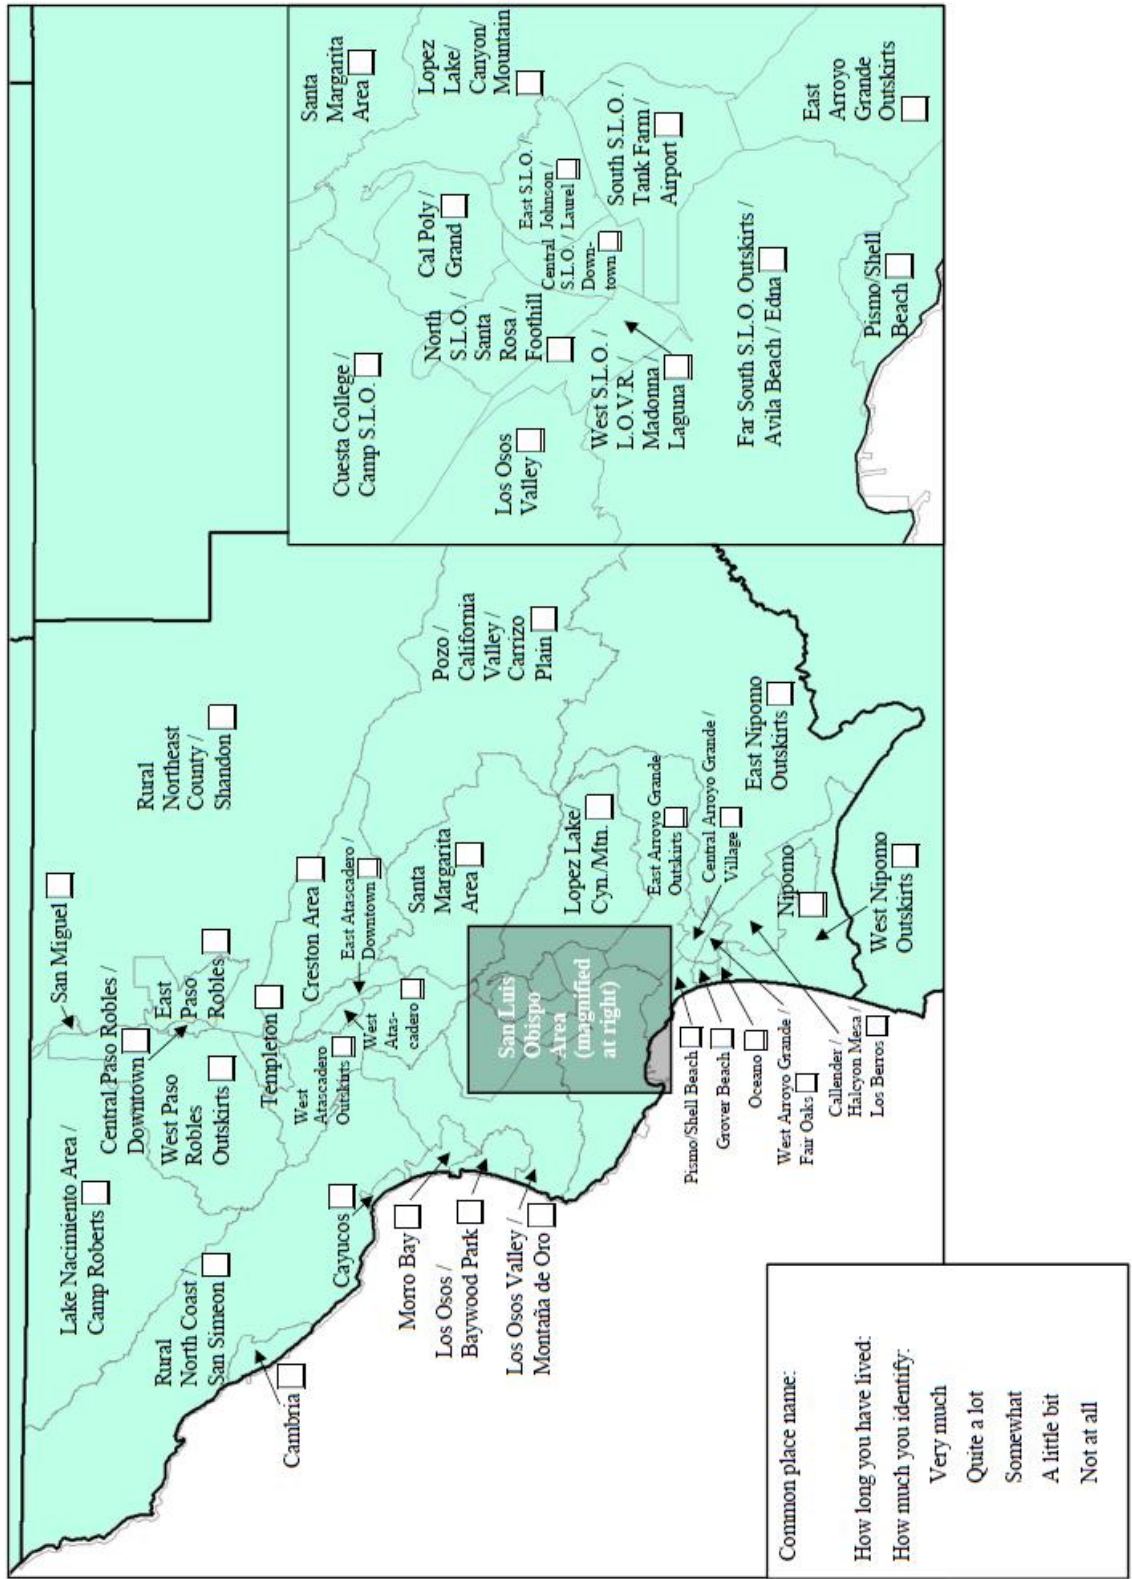 San Miguel
Lake Nacimiento Area /
Camp Roberts
Central Paso Robles /
Downtown
East
Paso
Robles
West Paso
Robles
Outskirts
Rural
Northeast
County /
Shandon
Rural
North Coast /
San Simeon
Templeton
Creston Area
Cambria
Cayucos
West
Atascadero
Outskirts
West
Atas-
cadero
East Atascadero /
Downtown
Santa
Margarita
Area
Pozo /
California
Valley /
Carrizo
Plain
Morro Bay
Los Osos /
Baywood Park
Los Osos Valley /
Montaña de Oro
San Luis
Obispo
Area
(magnified
at right)
Lopez Lake/
Cyn./Mtn.
East Arroyo Grande
Outskirts
Central Arroyo Grande /
Village
East Nipomo
Outskirts
Pismo/Shell Beach
Grover Beach
Oceano
West Arroyo Grande /
Fair Oaks
Callender /
Halcyon Mesa /
Los Berros
Nipomo
West Nipomo
Outskirts
Santa
Margarita
Area
Cuesta College /
Camp S.L.O.
Cal Poly /
Grand
Lopez
Lake/
Canyon/
Mountain
North
S.L.O. /
Santa
Rosa /
Foothill
Los Osos
Valley
East S.L.O. /
Johnson /
Laurel
Central
S.L.O. /
Down-
town
West S.L.O. /
L.O.V.R. /
Madonna /
Laguna
South S.L.O. /
Tank Farm /
Airport
Far South S.L.O. Outskirts /
Avila Beach / Edna
East
Arroyo
Grande
Outskirts
Pismo/Shell
Beach
Common place name:
How long you have lived:
How much you identify:
Very much
Quite a lot
Somewhat
A little bit
Not at all